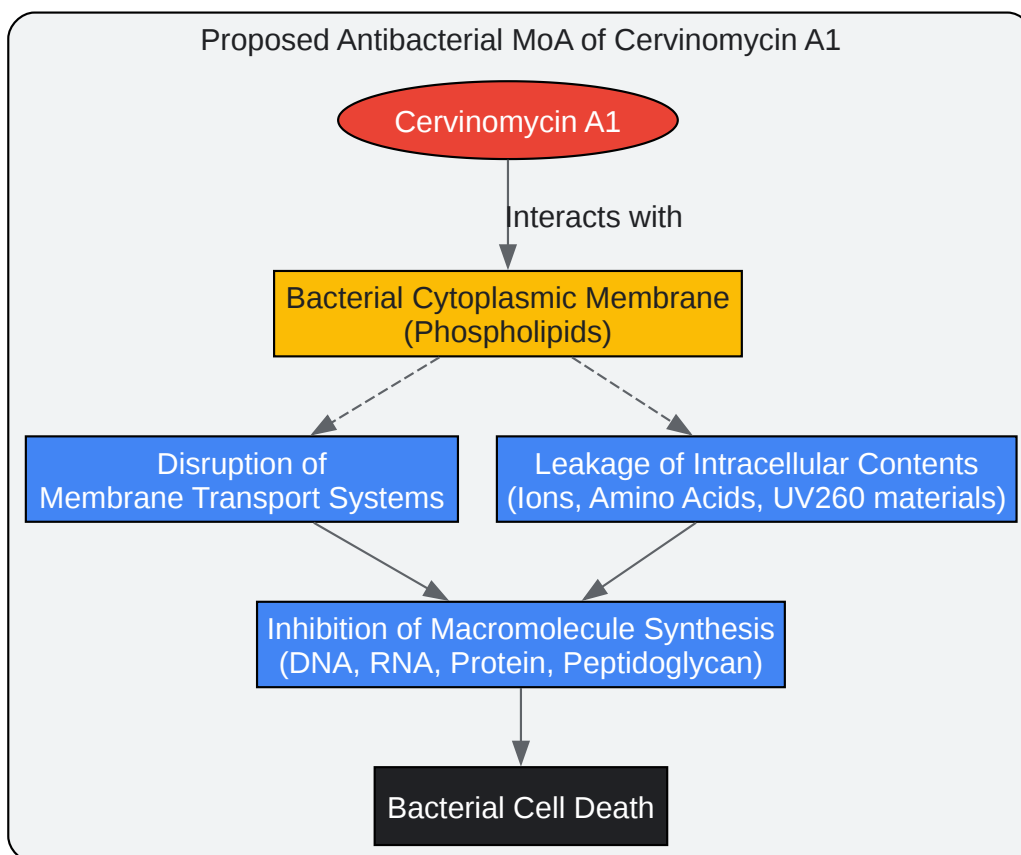 Proposed Antibacterial MoA of Cervinomycin A1
Cervinomycin A1
Interacts with
Bacterial Cytoplasmic Membrane
(Phospholipids)
Disruption of
Membrane Transport Systems
Leakage of Intracellular Contents
(Ions, Amino Acids, UV260 materials)
Inhibition of Macromolecule Synthesis
(DNA, RNA, Protein, Peptidoglycan)
Bacterial Cell Death